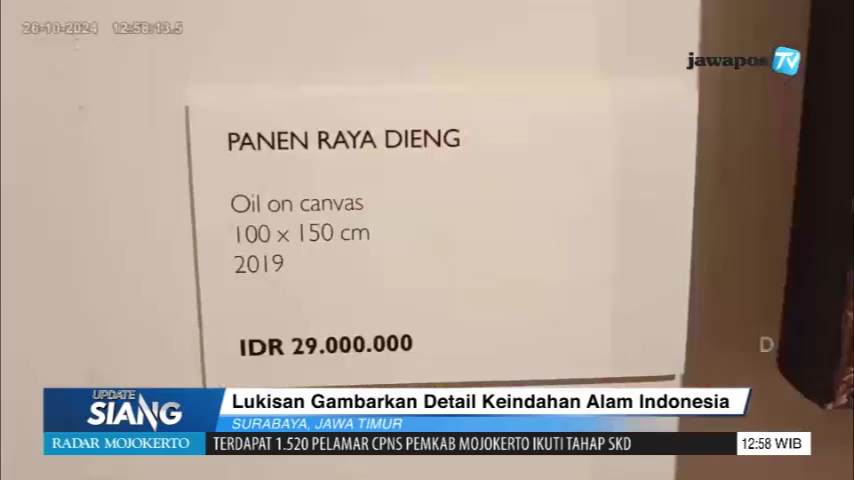 26-10-2024 12:58:13.5
jawapos TV
PANEN RAYA DIENG
Oil on canvas
100 x 150 cm
2019
IDR 29.000.000
D
UPDATE
SIANG
Lukisan Gambarkan Detail Keindahan Alam Indonesia
SURABAYA, JAWA TIMUR
RADAR MOJOKERTO
TERDAPAT 1.520 PELAMAR CPNS PEMKAB MOJOKERTO IKUTI TAHAP SKD
12:58 WIB